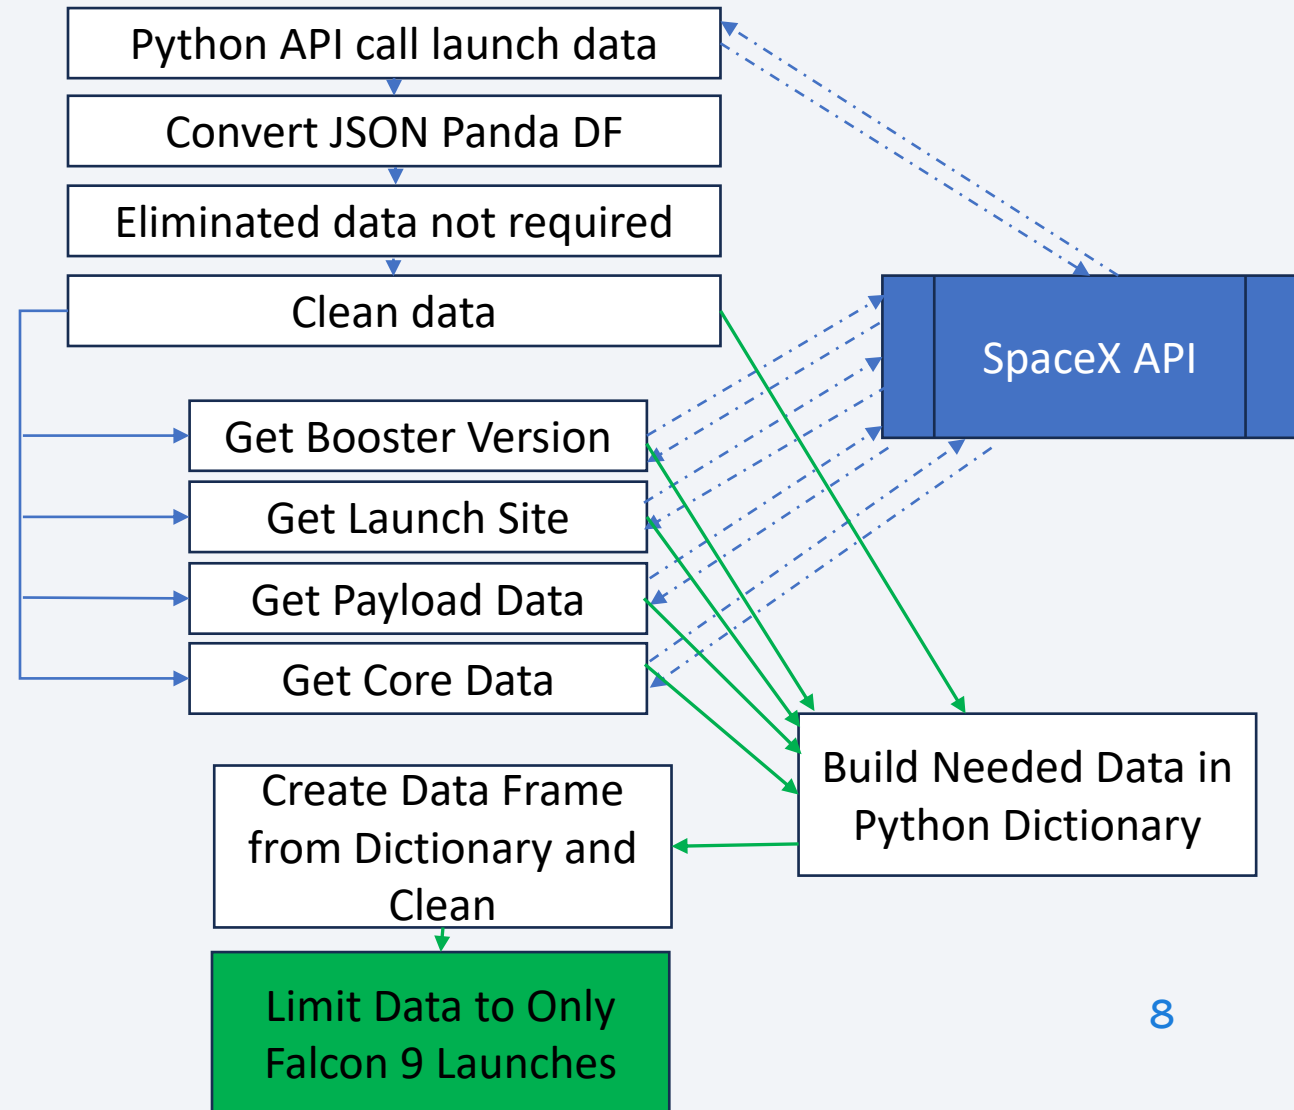 Python API call launch data
Convert JSON Panda DF
Eliminated data not required
Clean data
SpaceX API
Get Booster Version
Get Launch Site
Get Payload Data
Get Core Data
Build Needed Data in
Python Dictionary
Create Data Frame
from Dictionary and
Clean
Limit Data to Only
Falcon 9 Launches
8